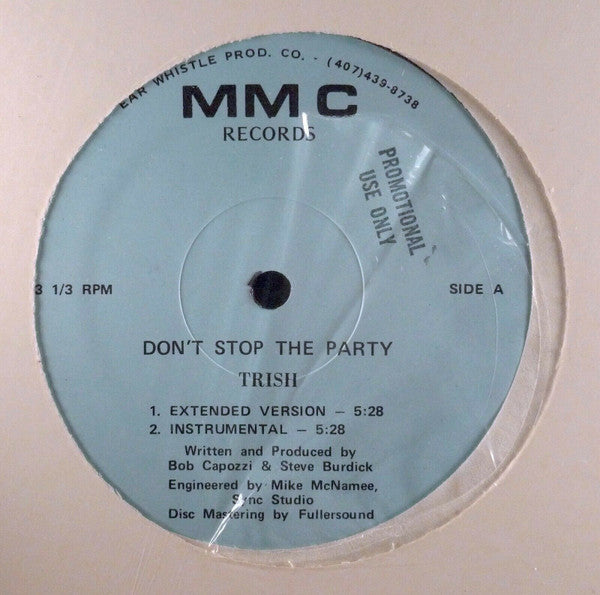 EAR WHISTLE PROD. CO. - (407)439-8738
MMC
RECORDS
PROMOTIONAL
USE ONLY
3 1/3 RPM
SIDE A
DON'T STOP THE PARTY
TRISH
1. EXTENDED VERSION — 5:28
2. INSTRUMENTAL — 5:28
Written and Produced by
Bob Capozzi & Steve Burdick
Engineered by Mike McNamee,
Sync Studio
Disc Mastering by Fullersound